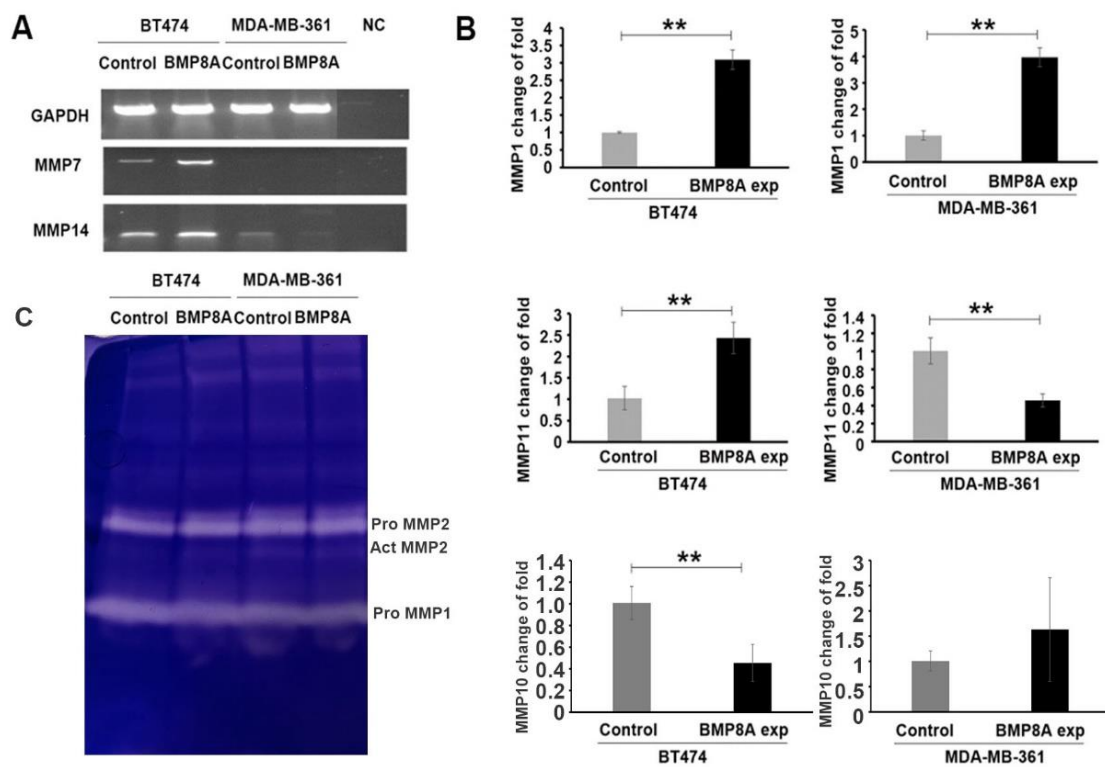 A
BT474 MDA-MB-361 NC
Control BMP8A Control BMP8A
GAPDH
MMP7
MMP14
B
MMP1 change of fold
4
3.5
3
2.5
2
1.5
1
0.5
0
**
Control BMP8A exp
BT474
MMP1 change of fold
5
4
3
2
1
0
**
Control BMP8A exp
MDA-MB-361
MMP11 change of fold
3
2.5
2
1.5
1
0.5
0
**
Control BMP8A exp
BT474
MMP11 change of fold
1.4
1.2
1
0.8
0.6
0.4
0.2
0
**
Control BMP8A exp
MDA-MB-361
MMP10 change of fold
1.4
1.2
1.0
0.8
0.6
0.4
0.2
0
**
Control BMP8A exp
BT474
MMP10 change of fold
3
2.5
2
1.5
1
0.5
0
Control BMP8A exp
MDA-MB-361
C
BT474 MDA-MB-361
Control BMP8A Control BMP8A
Pro MMP2
Act MMP2
Pro MMP1